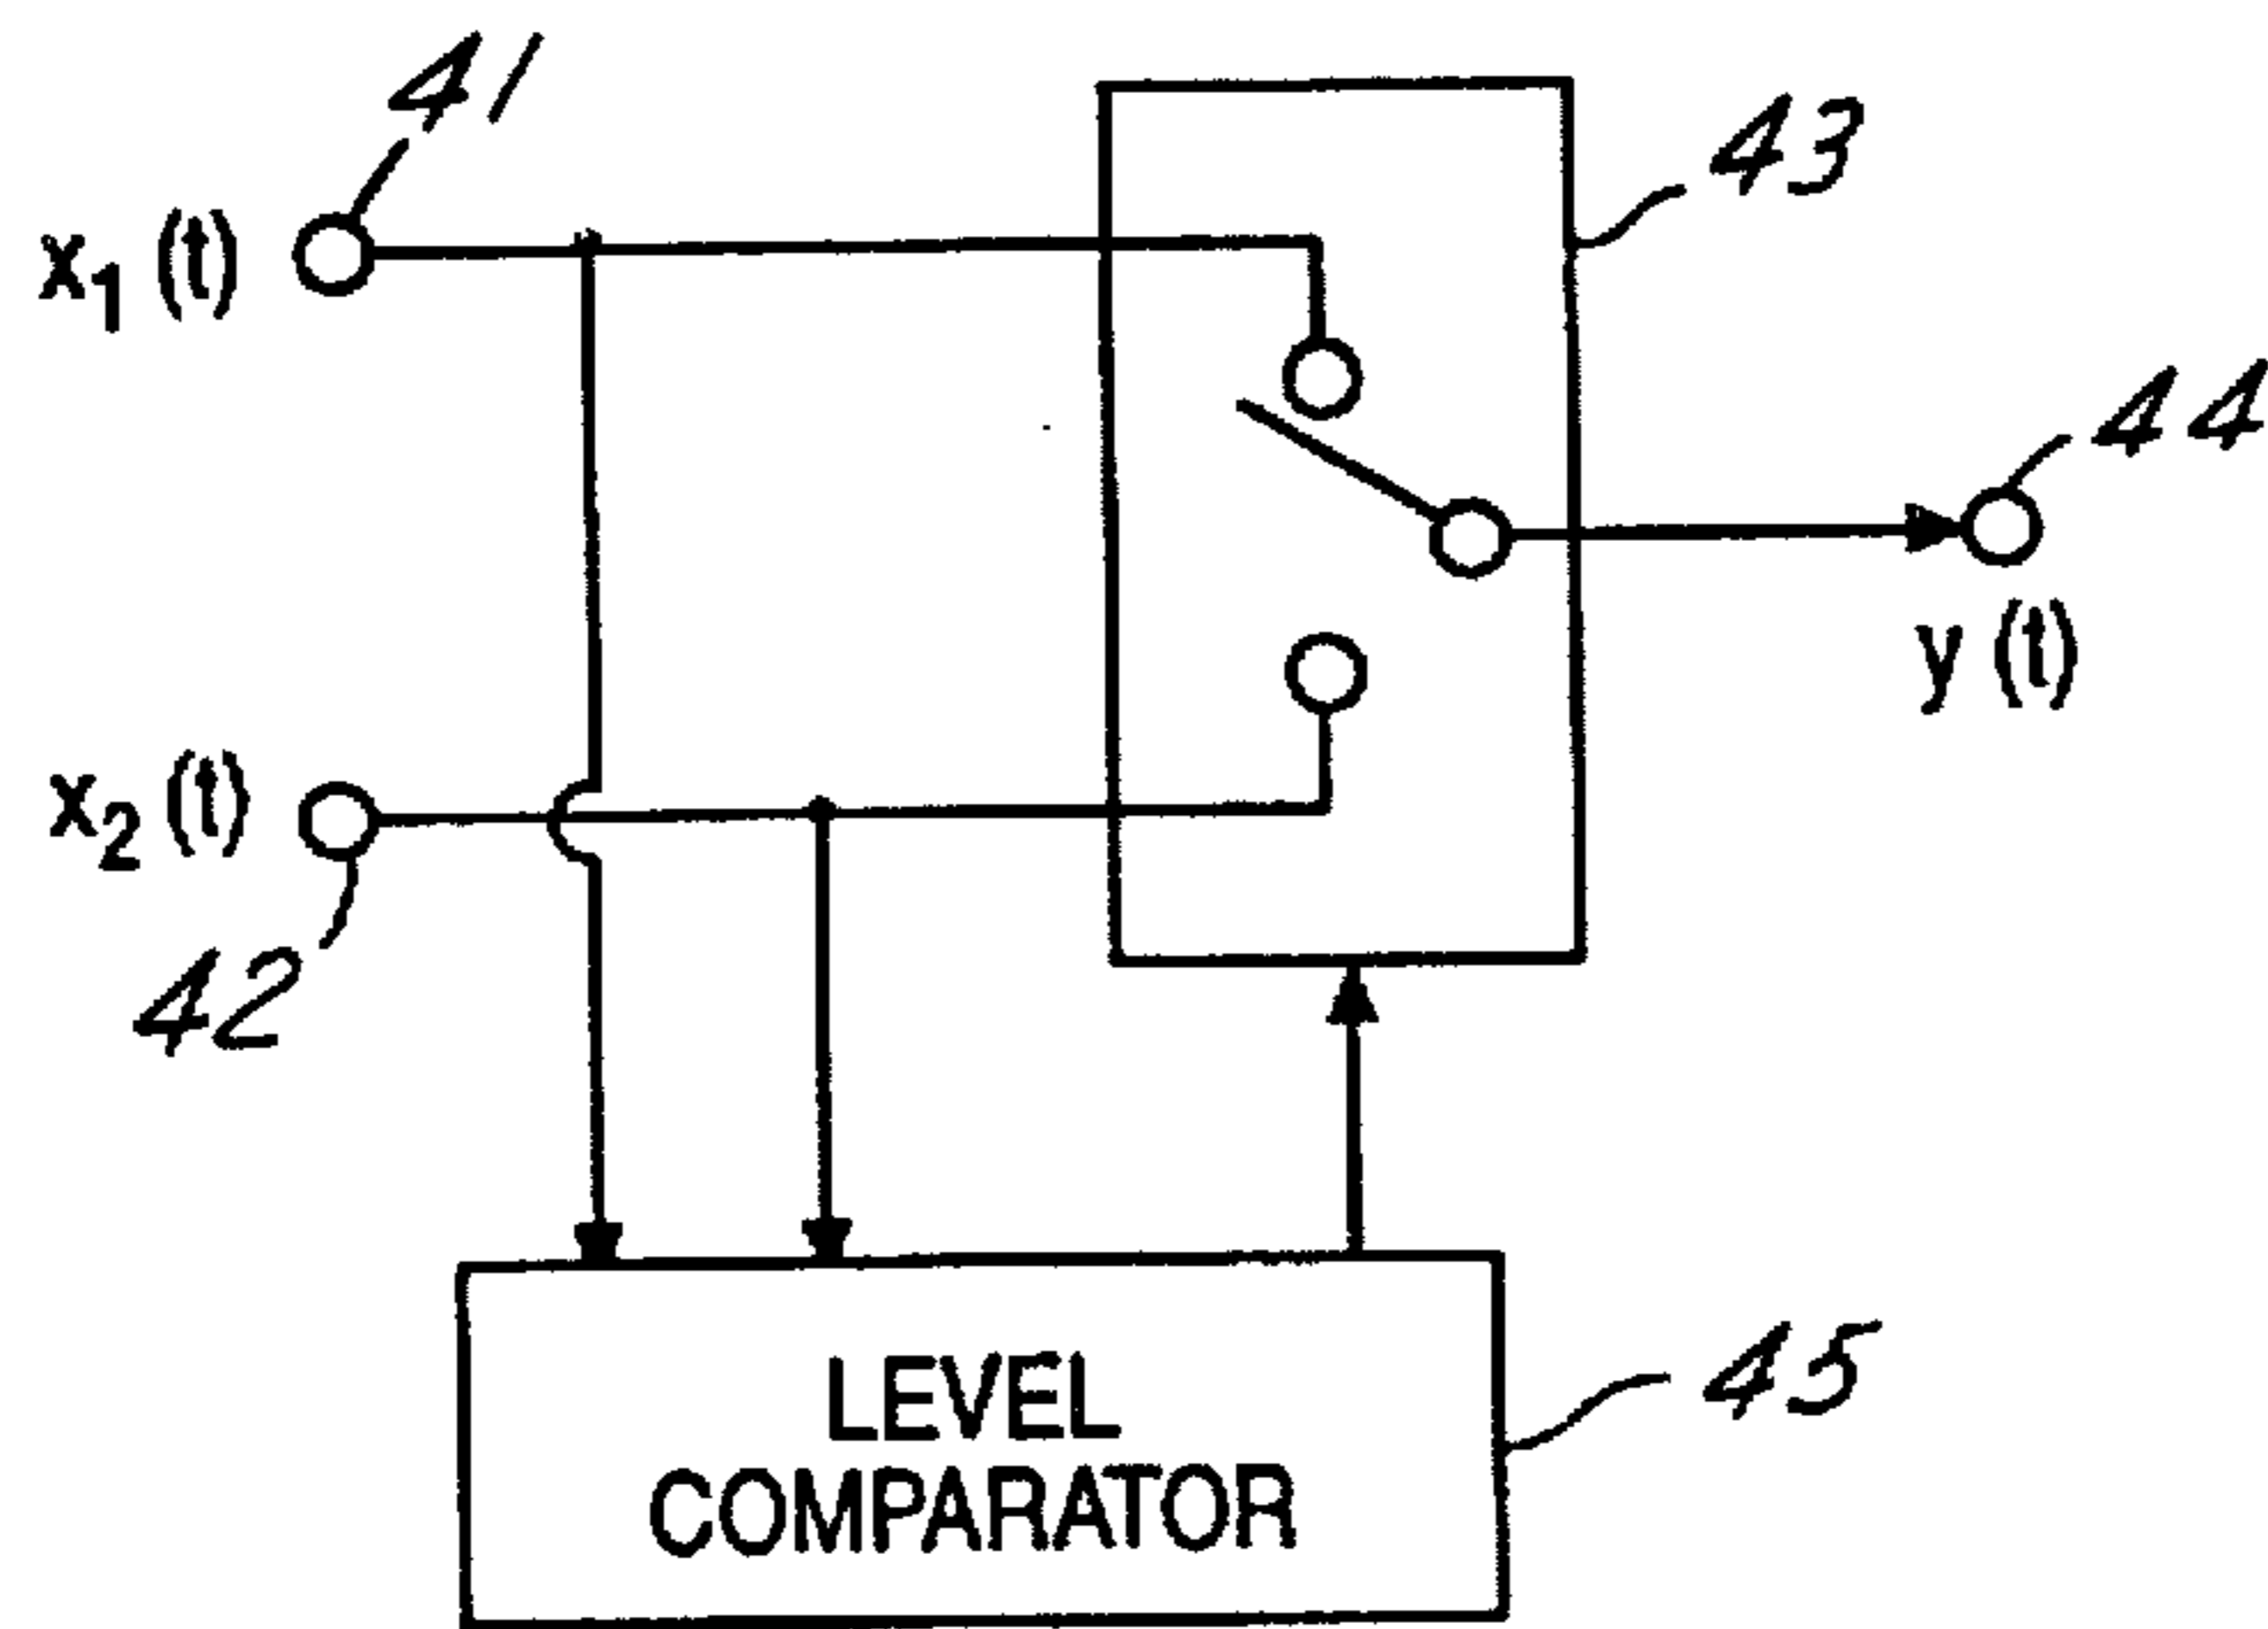 41
43
x1 (t)
44
y (t)
x2 (t)
42
45
LEVEL
COMPARATOR